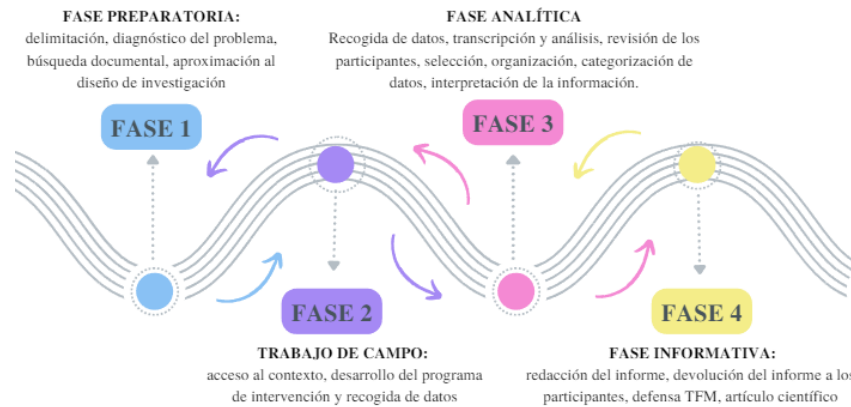 FASE PREPARATORIA:
delimitación, diagnóstico del problema,
búsqueda documental, aproximación al
diseño de investigación
FASE ANALÍTICA
Recogida de datos, transcripción y análisis, revisión de los
participantes, selección, organización, categorización de
datos, interpretación de la información.
FASE 1
FASE 3
FASE 2
FASE 4
TRABAJO DE CAMPO:
acceso al contexto, desarrollo del programa
de intervención y recogida de datos
FASE INFORMATIVA:
redacción del informe, devolución del informe a los
participantes, defensa TFM, artículo científico